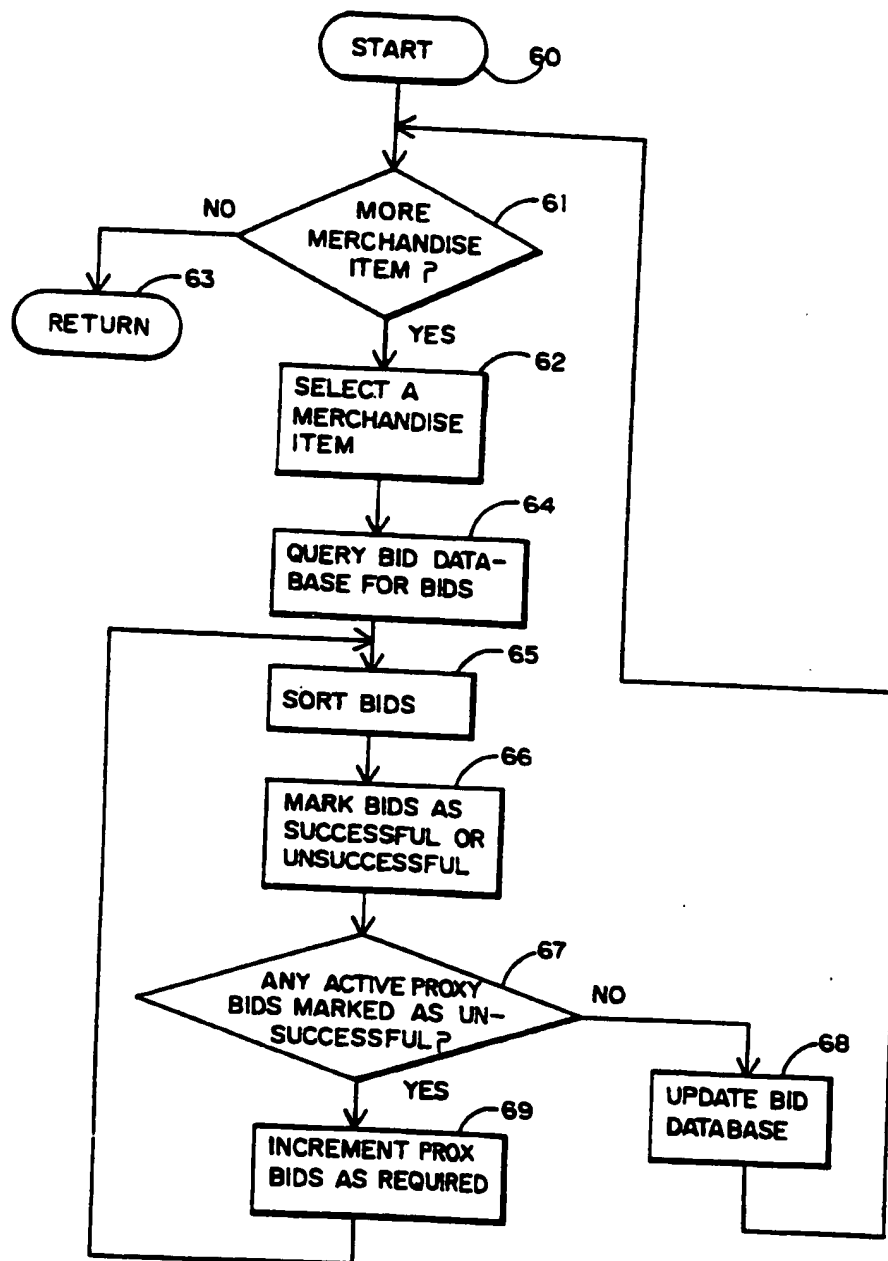 START
60
61
NO
MORE
MERCHANDISE
ITEM ?
63
RETURN
YES
62
SELECT A
MERCHANDISE
ITEM
64
QUERY BID DATA-
BASE FOR BIDS
65
SORT BIDS
66
MARK BIDS AS
SUCCESSFUL OR
UNSUCCESSFUL
67
ANY ACTIVE PROXY
BIDS MARKED AS UN-
SUCCESSFUL?
NO
68
YES
UPDATE BID
DATABASE
69
INCREMENT PROX
BIDS AS REQUIRED